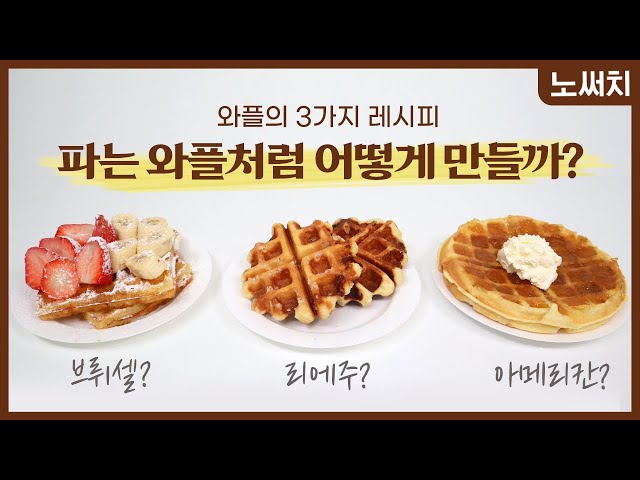 노써치
와플의 3가지 레시피
파는 와플처럼 어떻게 만들까?
브뤼셀?
리에주?
아메리칸?